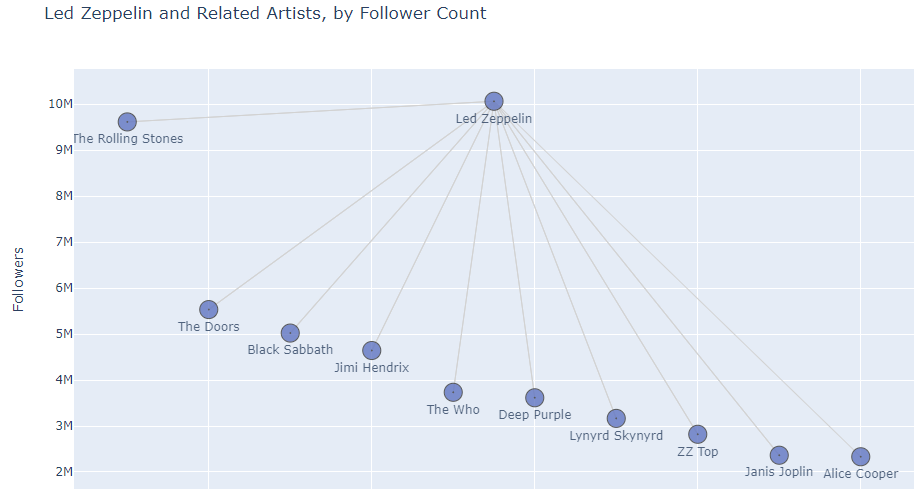 Led Zeppelin and Related Artists, by Follower Count
10M
Led Zeppelin
The Rolling Stones
9M
8M
7M
Followers
6M
The Doors
5M
Black Sabbath
Jimi Hendrix
4M
The Who
Deep Purple
3M
Lynyrd Skynyrd
ZZ Top
2M
Janis Joplin
Alice Cooper